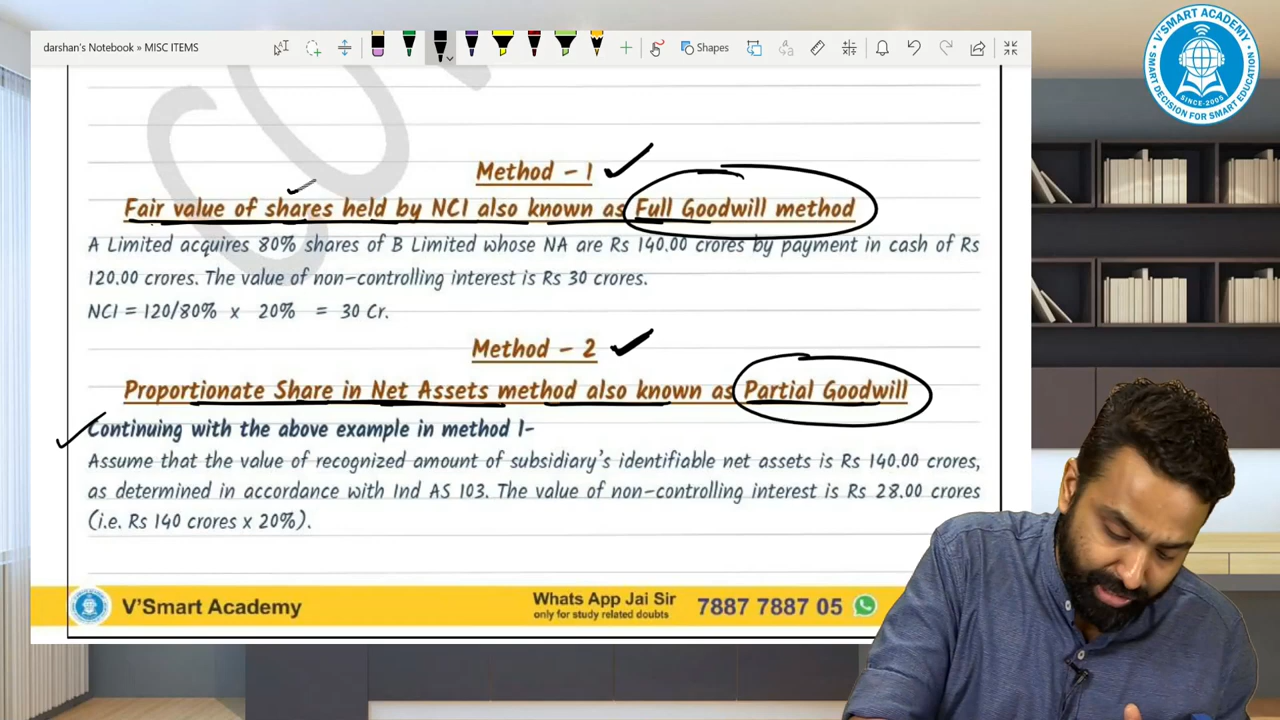 darshan's Notebook » MISC ITEMS
Shapes
V'SMART ACADEMY
SMART DECISION FOR SMART EDUCATION
SINCE-2005
Method - 1
Fair value of shares held by NCI also known as Full Goodwill method
A Limited acquires 80% shares of B Limited whose NA are Rs 140.00 crores by payment in cash of Rs
120.00 crores. The value of non-controlling interest is Rs 30 crores.
NCI = 120/80% x 20% = 30 Cr.
Method - 2
Proportionate Share in Net Assets method also known as Partial Goodwill
Continuing with the above example in method 1-
Assume that the value of recognized amount of subsidiary's identifiable net assets is Rs 140.00 crores,
as determined in accordance with Ind AS 103. The value of non-controlling interest is Rs 28.00 crores
(i.e. Rs 140 crores x 20%).
V'Smart Academy
Whats App Jai Sir
only for study related doubts
7887 7887 05